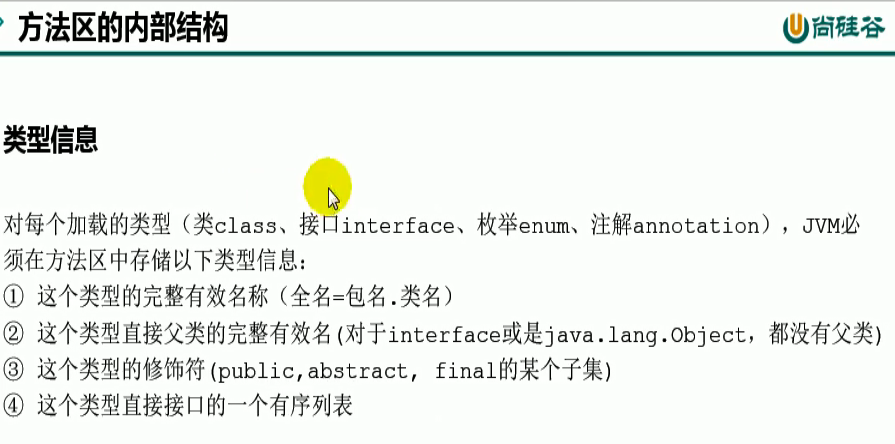 方法区的内部结构
尚硅谷
类型信息
对每个加载的类型（类class、接口interface、枚举enum、注解annotation），JVM必
须在方法区中存储以下类型信息：
① 这个类型的完整有效名称（全名=包名.类名）
② 这个类型直接父类的完整有效名(对于interface或是java.lang.Object，都没有父类)
③ 这个类型的修饰符(public,abstract, final的某个子集)
④ 这个类型直接接口的一个有序列表